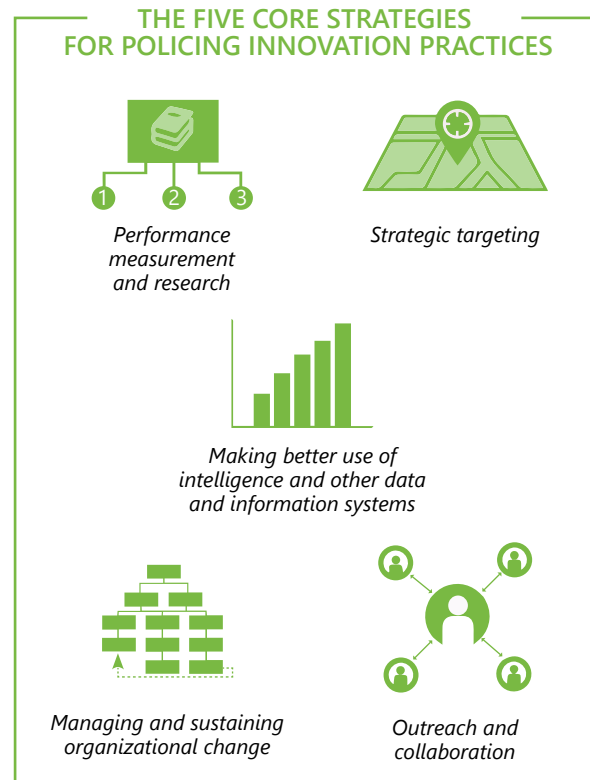 THE FIVE CORE STRATEGIES
FOR POLICING INNOVATION PRACTICES
1 2 3
Performance
measurement
and research
Strategic targeting
Making better use of
intelligence and other data
and information systems
Managing and sustaining
organizational change
Outreach and
collaboration